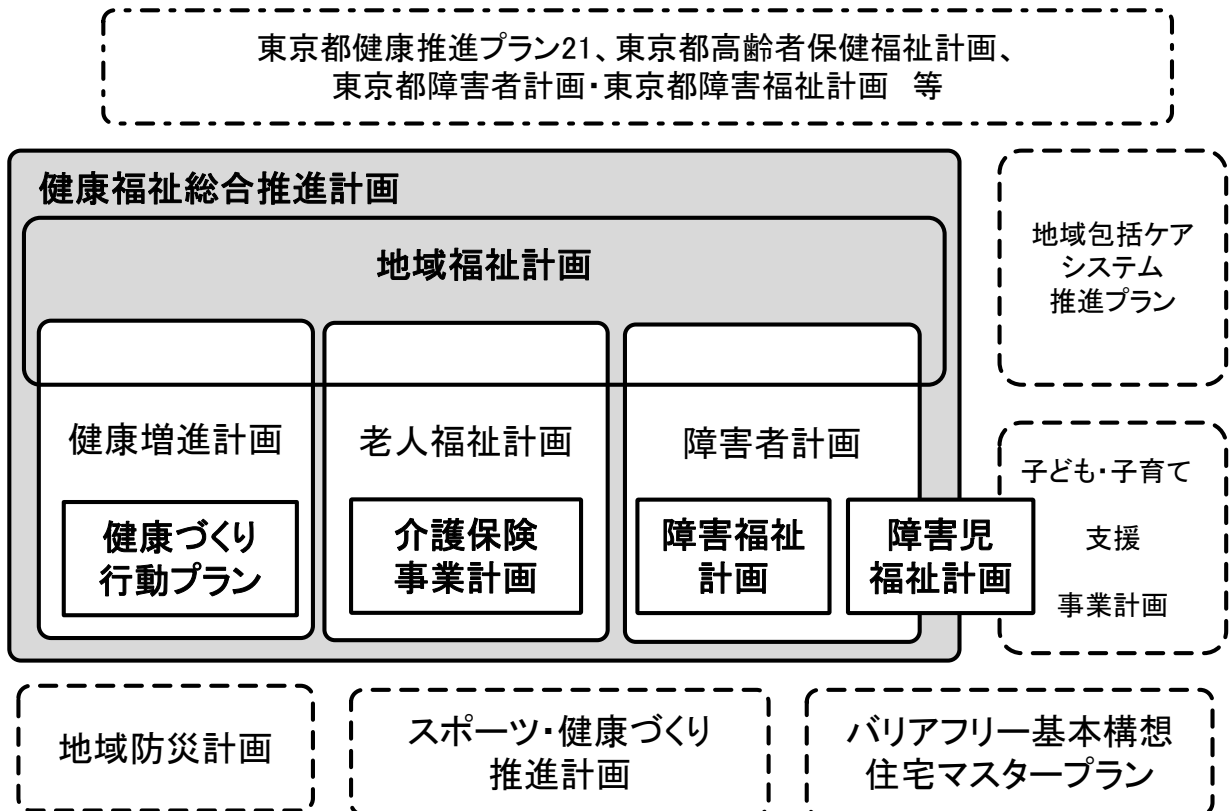 東京都健康推進プラン21、東京都高齢者保健福祉計画、
東京都障害者計画・東京都障害福祉計画　等
健康福祉総合推進計画
地域福祉計画
地域包括ケア
システム
推進プラン
健康増進計画
老人福祉計画
障害者計画
健康づくり
行動プラン
介護保険
事業計画
障害福祉
計画
障害児
福祉計画
子ども・子育て
支援
事業計画
地域防災計画
スポーツ・健康づくり
推進計画
バリアフリー基本構想
住宅マスタープラン